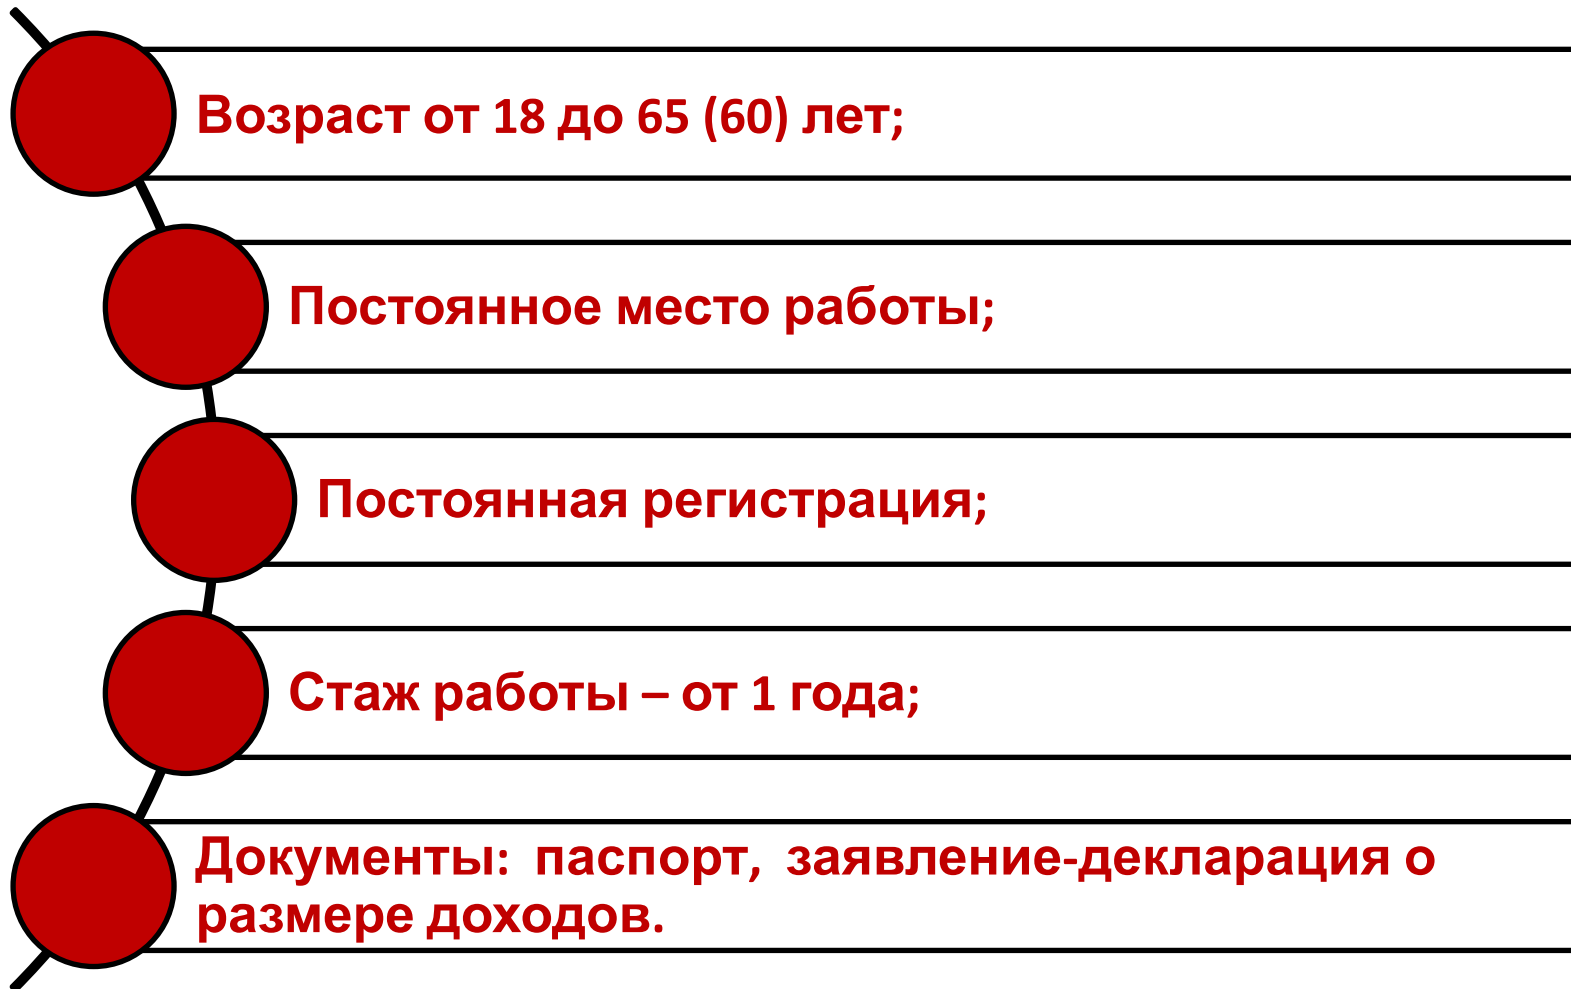 Возраст от 18 до 65 (60) лет;
Постоянное место работы;
Постоянная регистрация;
Стаж работы – от 1 года;
Документы: паспорт, заявление-декларация о
размере доходов.